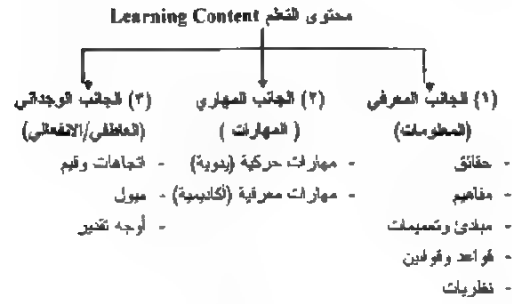 محتوى التعلم Learning Content
(١) الجانب المعرفي
(المعلومات)
- حقائق
- مفاهيم
- مبادئ وتعميمات
- قواعد وقوانين
- نظريات
(٢) الجانب المهاري
( المهارات )
- مهارات حركية (يدوية)
- مهارات معرفية (أكاديمية)
(٣) الجانب الوجداني
(العاطفي/الانفعالي)
- اتجاهات وقيم
- ميول
- أوجه تقدير